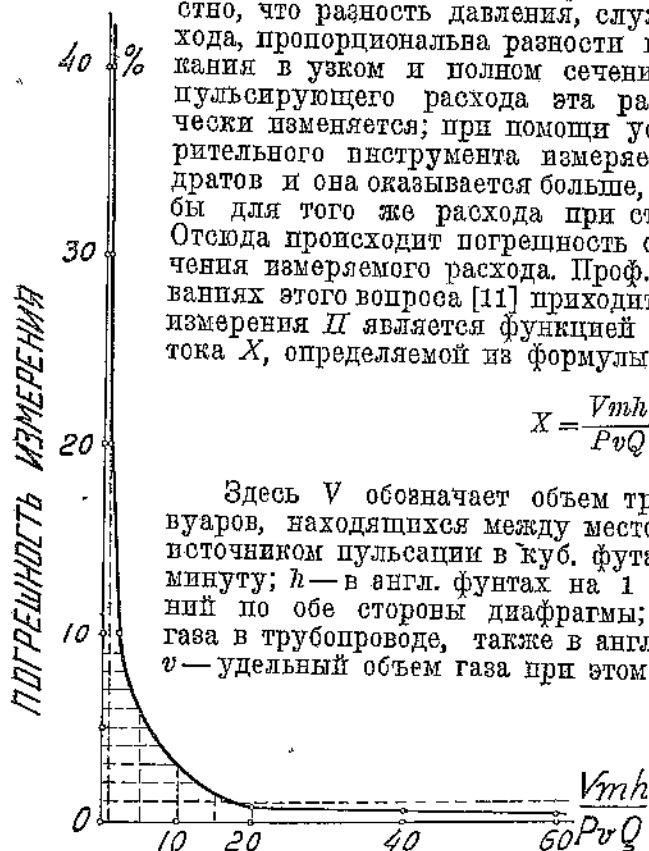 стно, что разность давления, служ
хода, пропорциональна разности
кания в узком и полном сечени
пульсирующего расхода эта ра
чески изменяется; при помощи ус
рительного инструмента измеряе
дратов и она оказывается больше,
бы для того же расхода при ст
Отсюда происходит погрешность
чения измеряемого расхода. Проф.
ваниях этого вопроса [11] приходит
измерения П является функцией
тока X, определяемой из формулы
X = Vmh
PvQ
Здесь V обозначает объем тр
вуаров, находящихся между место
источником пульсации в куб. фута
минуту; h — в англ. фунтах на 1
ний по обе стороны диафрагмы;
газа в трубопроводе, также в англ
v — удельный объем газа при этом
ПОГРЕШНОСТЬ ИЗМЕРЕНИЯ
40 %
30
20
10
0
10 20 40 60
Vmh
PvQ